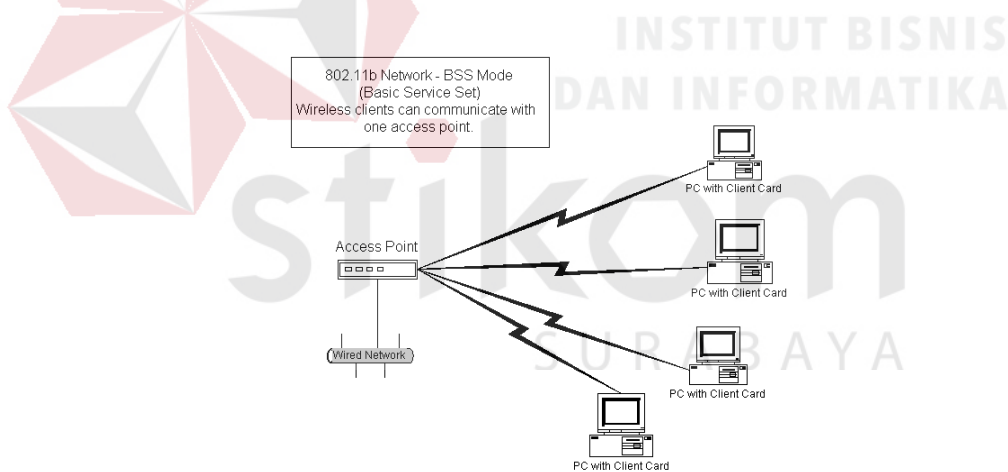 INSTITUT BISNIS
DAN INFORMATIKA
stikom
SURABAYA
802.11b Network - BSS Mode
(Basic Service Set)
Wireless clients can communicate with
one access point.
PC with Client Card
Access Point
PC with Client Card
Wired Network
PC with Client Card
PC with Client Card